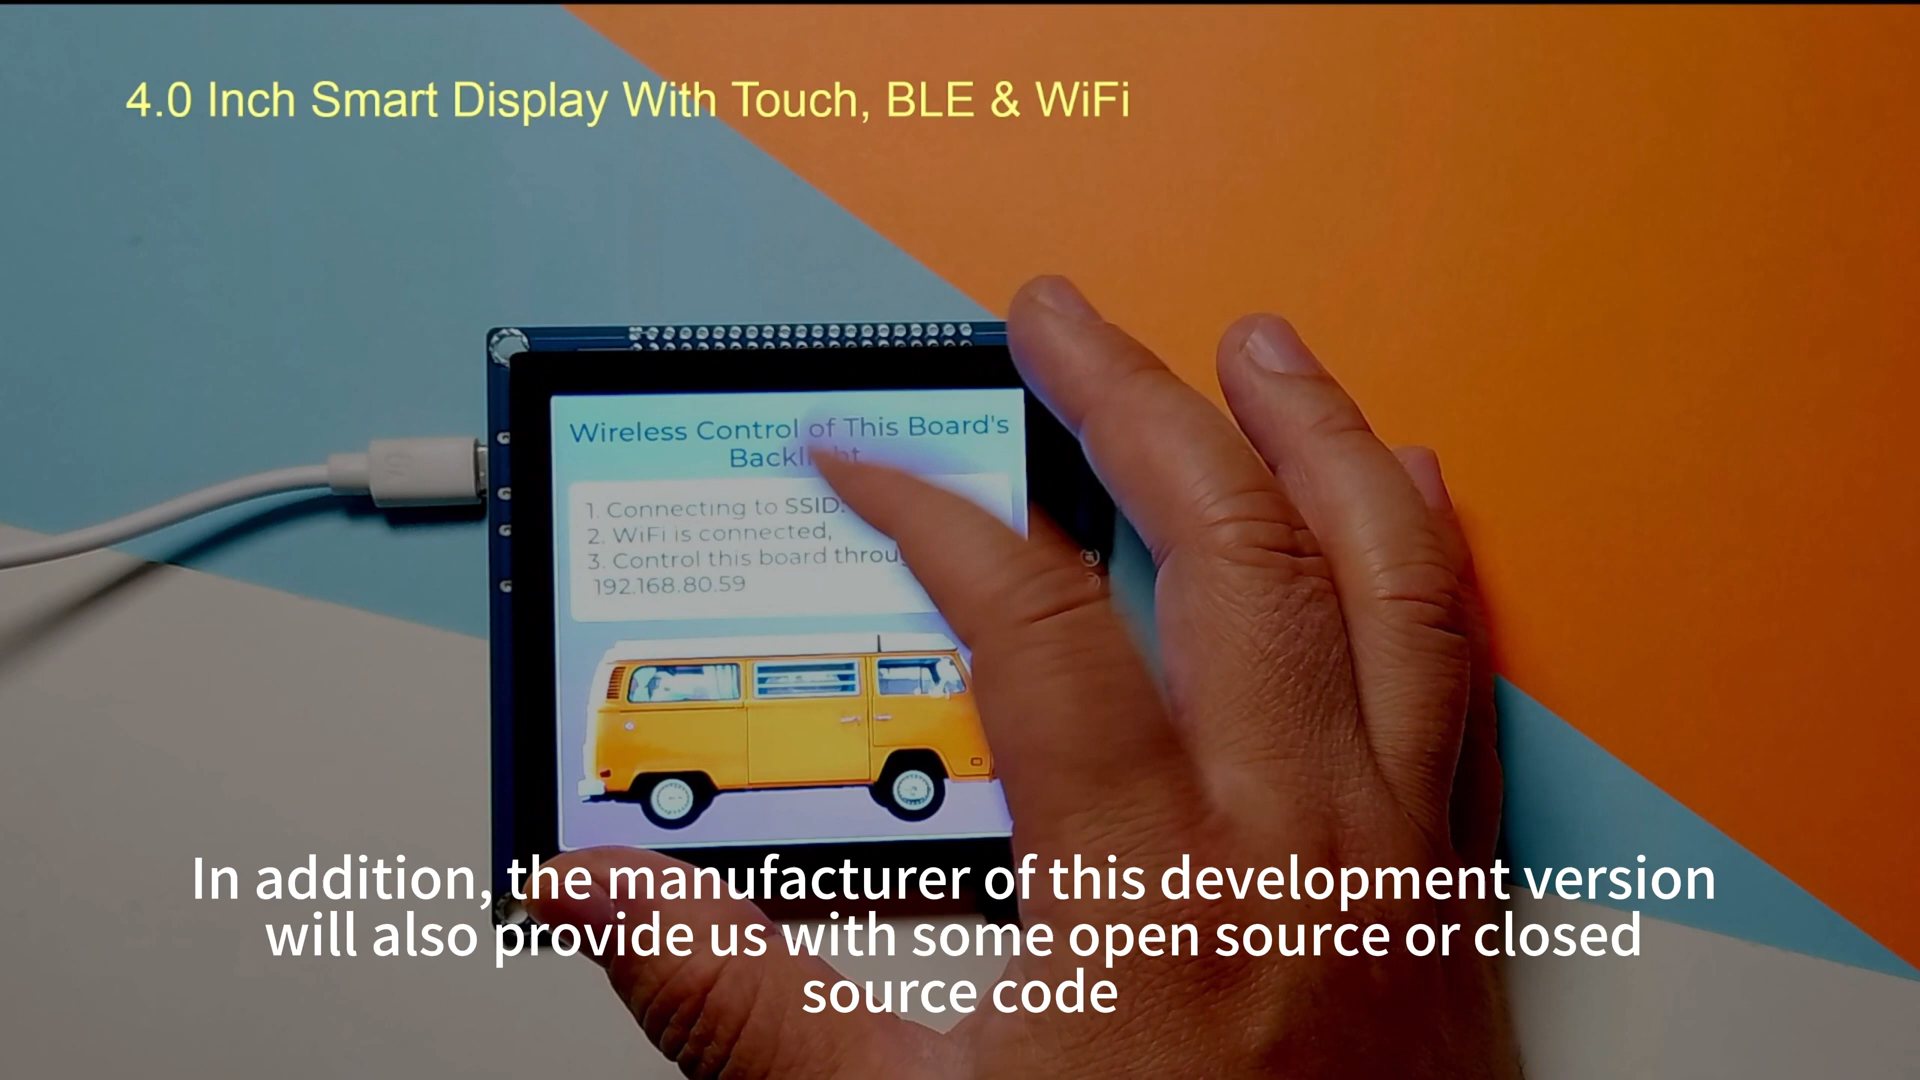 4.0 Inch Smart Display With Touch, BLE & WiFi
Wireless Control of This Board's
1. Connecting to SSID:
2. WiFi is connected,
3. Control this board
192.168.80.59
In addition, the manufacturer of this development version
will also provide us with some open source or closed
source code